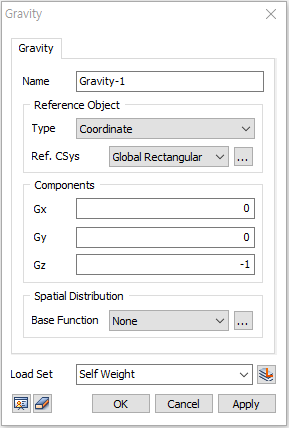 Gravity
Gravity
Name Gravity-1
Reference Object
Type Coordinate
Ref. CSys Global Rectangular ...
Components
Gx 0
Gy 0
Gz -1
Spatial Distribution
Base Function None ...
Load Set Self Weight
OK Cancel Apply